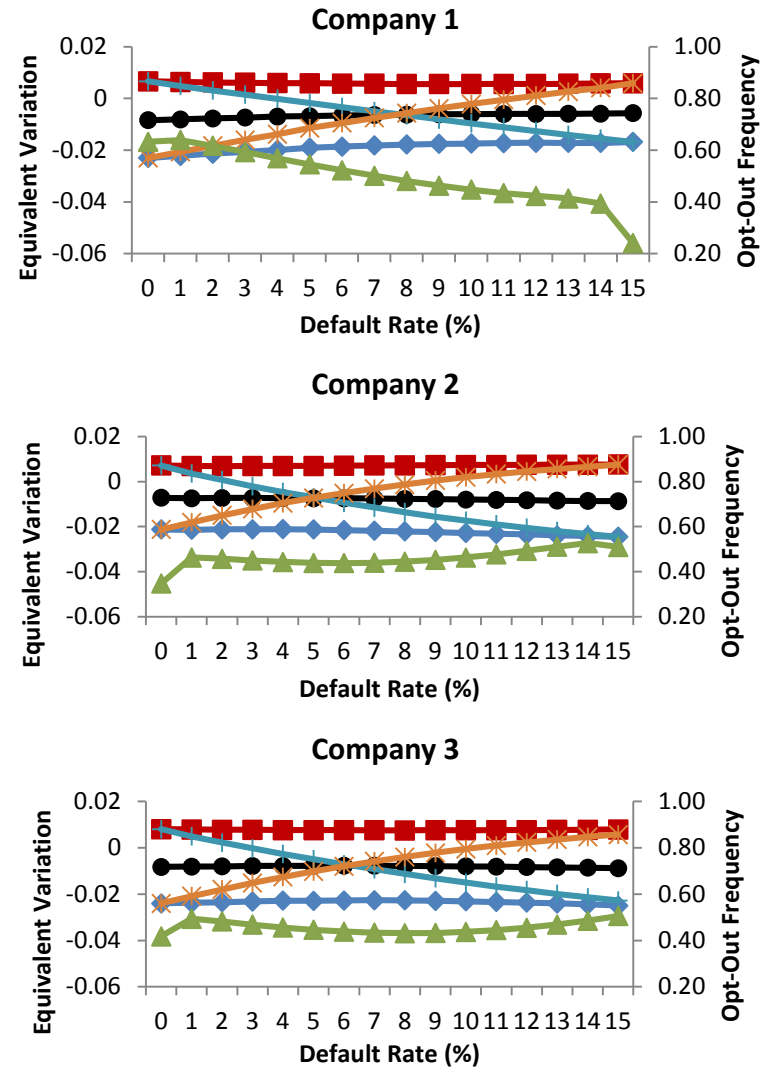 Company 1
Equivalent Variation
0.02
0
-0.02
-0.04
-0.06
1.00
0.80
0.60
0.40
0.20
Opt-Out Frequency
0 1 2 3 4 5 6 7 8 9 10 11 12 13 14 15
Default Rate (%)
Company 2
Equivalent Variation
0.02
0
-0.02
-0.04
-0.06
1.00
0.80
0.60
0.40
0.20
Opt-Out Frequency
0 1 2 3 4 5 6 7 8 9 10 11 12 13 14 15
Default Rate (%)
Company 3
Equivalent Variation
0.02
0
-0.02
-0.04
-0.06
1.00
0.80
0.60
0.40
0.20
Opt-Out Frequency
0 1 2 3 4 5 6 7 8 9 10 11 12 13 14 15
Default Rate (%)